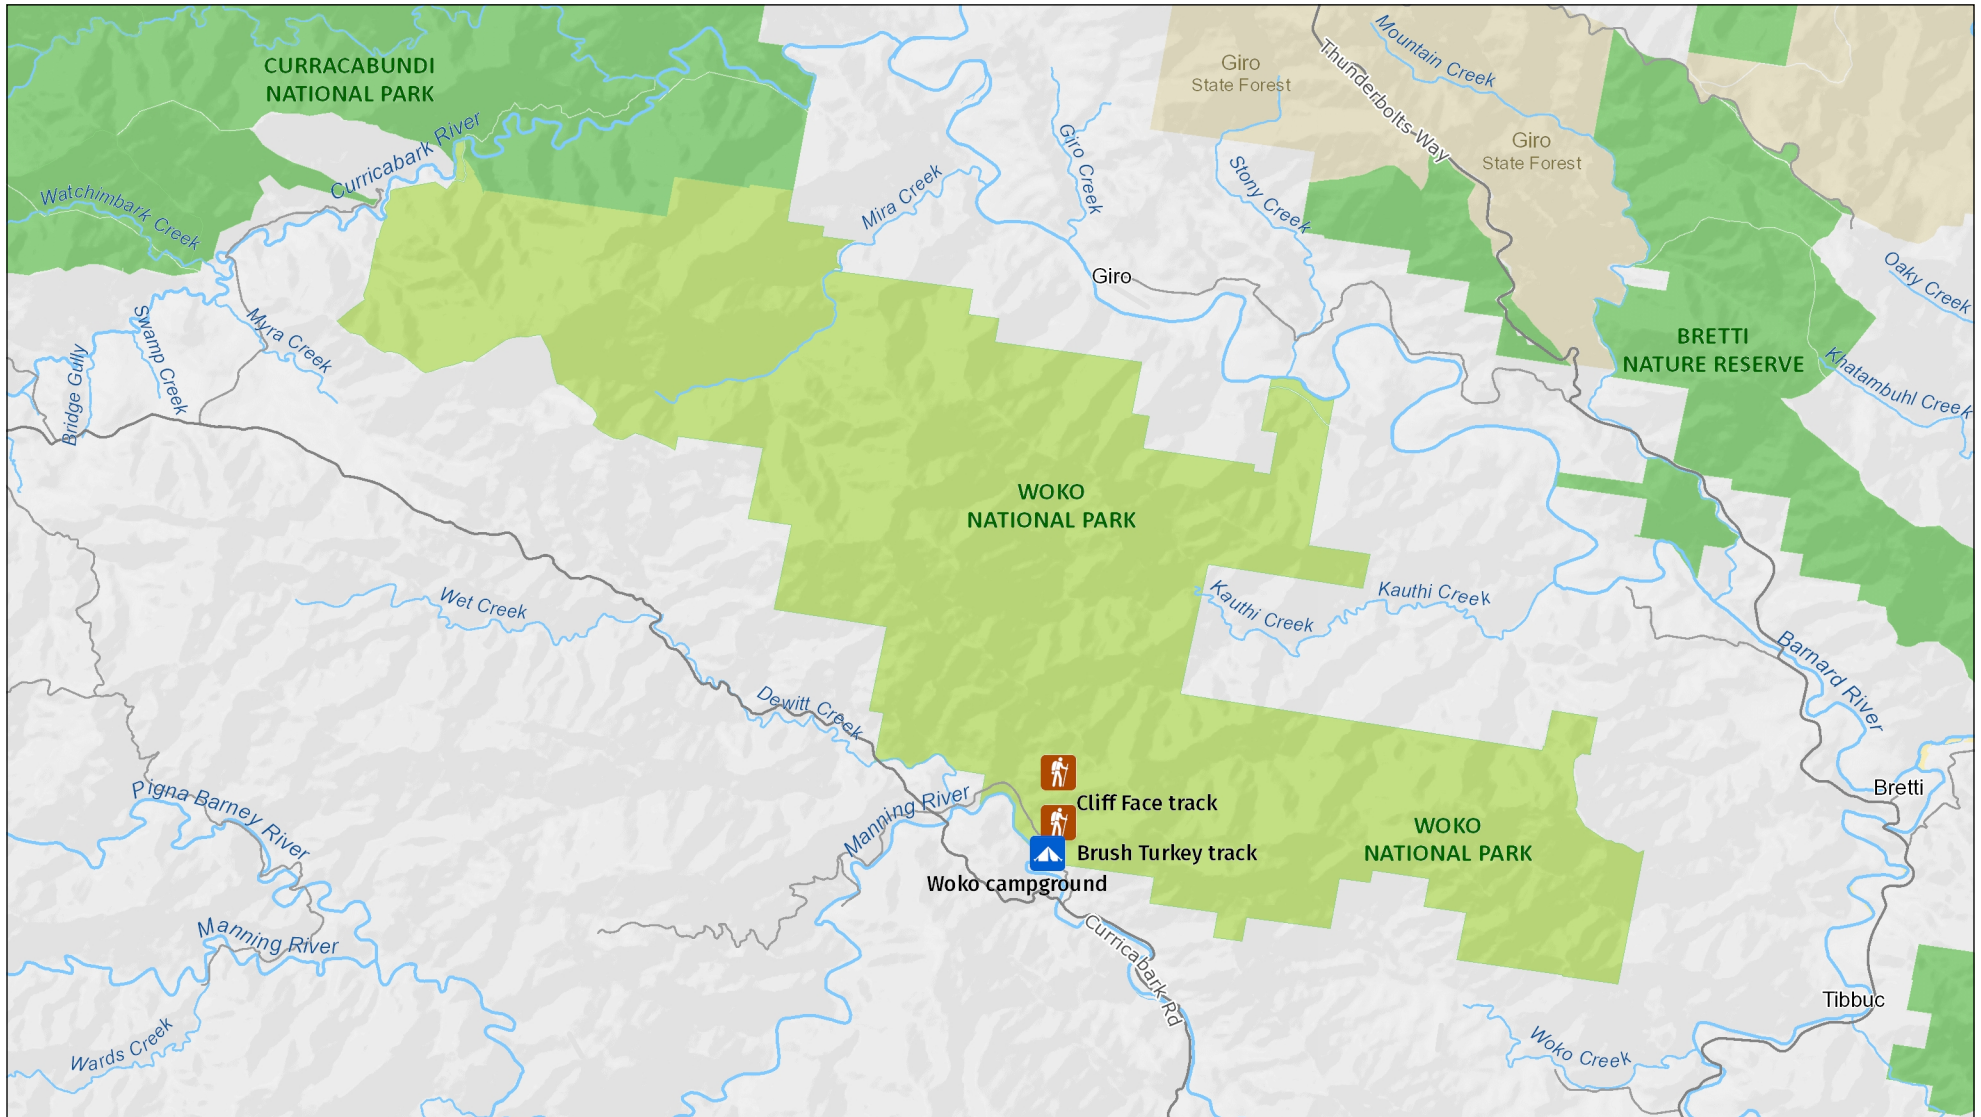 CURRACABUNDI
NATIONAL PARK
Giro
State Forest
Mountain Creek
Thunderbolts Way
Giro
State Forest
Curricabark River
Giro Creek
Stony Creek
Mira Creek
Watchimbark Creek
Giro
Oaky Creek
Swamp Creek
Myra Creek
Bridge Gully
BRETTI
NATURE RESERVE
Khatambuhl Creek
WOKO
NATIONAL PARK
Wet Creek
Kauthi Creek
Kauthi Creek
Barnard River
Dewitt Creek
Pigna Barney River
Manning River
Cliff Face track
Bretti
WOKO
NATIONAL PARK
Brush Turkey track
Woko campground
Manning River
Curricabark Rd
Tibbuc
Wards Creek
Woko Creek